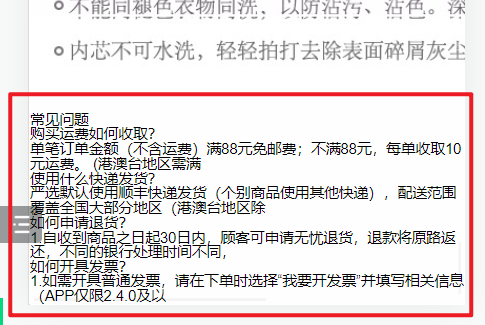 不能同褪色衣物同洗，以防沾污、沾色。深
内芯不可水洗，轻轻拍打去除表面碎屑灰尘
常见问题
购买运费如何收取？
单笔订单金额（不含运费）满88元免邮费；不满88元，每单收取10
元运费。（港澳台地区需满
使用什么快递发货？
严选默认使用顺丰快递发货（个别商品使用其他快递），配送范围
覆盖全国大部分地区（港澳台地区除
如何申请退货？
1.自收到商品之日起30日内，顾客可申请无忧退货，退款将原路返
还，不同的银行处理时间不同，
如何开具发票？
1.如需开具普通发票，请在下单时选择“我要开发票”并填写相关信息
（APP仅限2.4.0及以